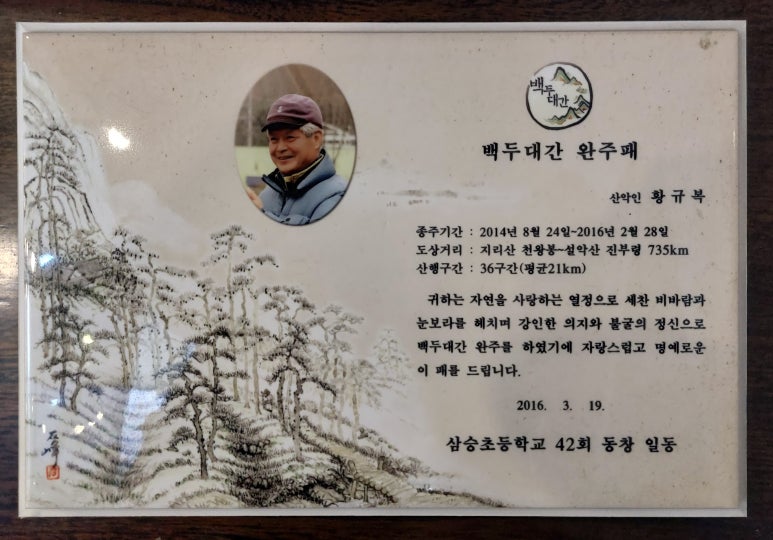 백두
대간
백두대간 완주패
산악인 황규복
종주기간 : 2014년 8월 24일~2016년 2월 28일
도상거리 : 지리산 천왕봉~설악산 진부령 735km
산행구간 : 36구간(평균21km)
귀하는 자연을 사랑하는 열정으로 세찬 비바람과
눈보라를 헤치며 강인한 의지와 불굴의 정신으로
백두대간 완주를 하였기에 자랑스럽고 명예로운
이 패를 드립니다.
2016. 3. 19.
삼승초등학교 42회 동창 일동